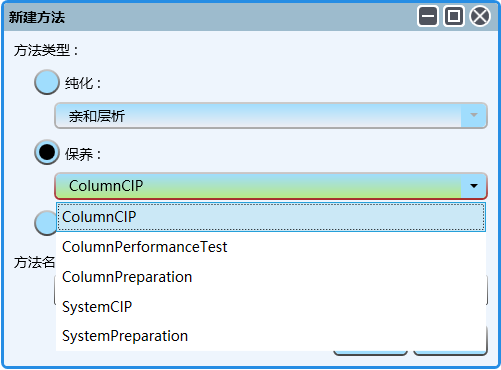 新建方法
方法类型：
纯化：
亲和层析
保养：
ColumnCIP
ColumnCIP
ColumnPerformanceTest
方法名
ColumnPreparation
SystemCIP
SystemPreparation